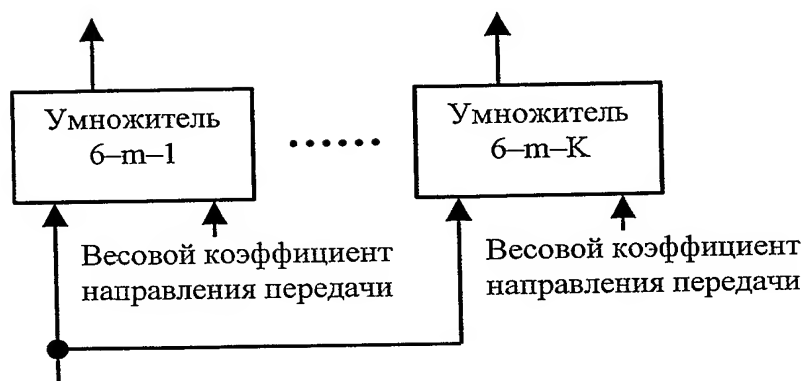 Умножитель
6–m–1
Умножитель
6–m–K
Весовой коэффициент
направления передачи
Весовой коэффициент
направления передачи